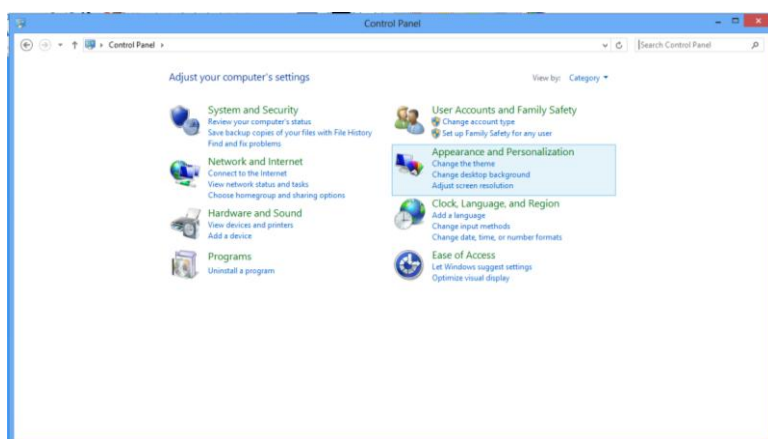 Control Panel
Control Panel
Search Control Panel
Adjust your computer's settings
View by: Category
System and Security
Review your computer's status
Save backup copies of your files with File History
Find and fix problems
Network and Internet
Connect to the Internet
View network status and tasks
Choose homegroup and sharing options
Hardware and Sound
View devices and printers
Add a device
Programs
Uninstall a program
User Accounts and Family Safety
Change account type
Set up Family Safety for any user
Appearance and Personalization
Change the theme
Change desktop background
Adjust screen resolution
Clock, Language, and Region
Add a language
Change input methods
Change date, time, or number formats
Ease of Access
Let Windows suggest settings
Optimize visual display